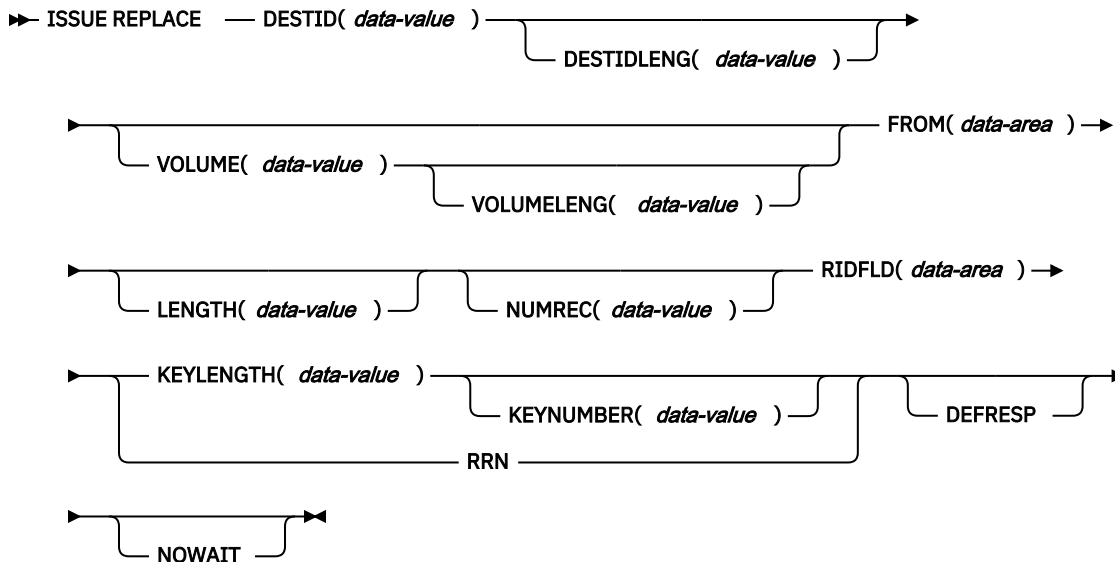 ISSUE REPLACE DESTID( data-value )
DESTIDLENG( data-value )
FROM( data-area )
VOLUME( data-value )
VOLUMELENG( data-value )
RIDFLD( data-area )
LENGTH( data-value ) NUMREC( data-value )
KEYLENGTH( data-value )
KEYNUMBER( data-value ) DEFRESP
RRN
NOWAIT